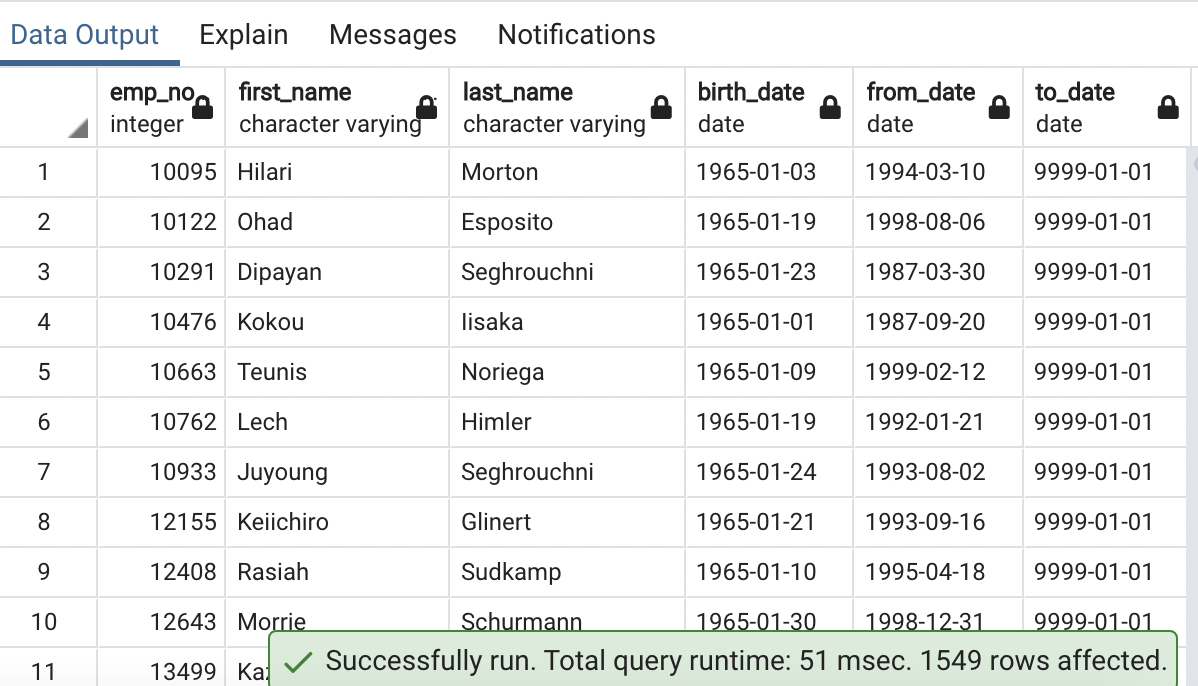 Data Output Explain Messages Notifications
emp_no first_name last_name birth_date from_date to_date
integer character varying character varying date date date
1 10095 Hilari Morton 1965-01-03 1994-03-10 9999-01-01
2 10122 Ohad Esposito 1965-01-19 1998-08-06 9999-01-01
3 10291 Dipayan Seghrouchni 1965-01-23 1987-03-30 9999-01-01
4 10476 Kokou Iisaka 1965-01-01 1987-09-20 9999-01-01
5 10663 Teunis Noriega 1965-01-09 1999-02-12 9999-01-01
6 10762 Lech Himler 1965-01-19 1992-01-21 9999-01-01
7 10933 Juyoung Seghrouchni 1965-01-24 1993-08-02 9999-01-01
8 12155 Keiichiro Glinert 1965-01-21 1993-09-16 9999-01-01
9 12408 Rasiah Sudkamp 1965-01-10 1995-04-18 9999-01-01
10 12643 Morrie Schurmann 1965-01-30 1998-12-31 9999-01-01
11 13499
Successfully run. Total query runtime: 51 msec. 1549 rows affected.